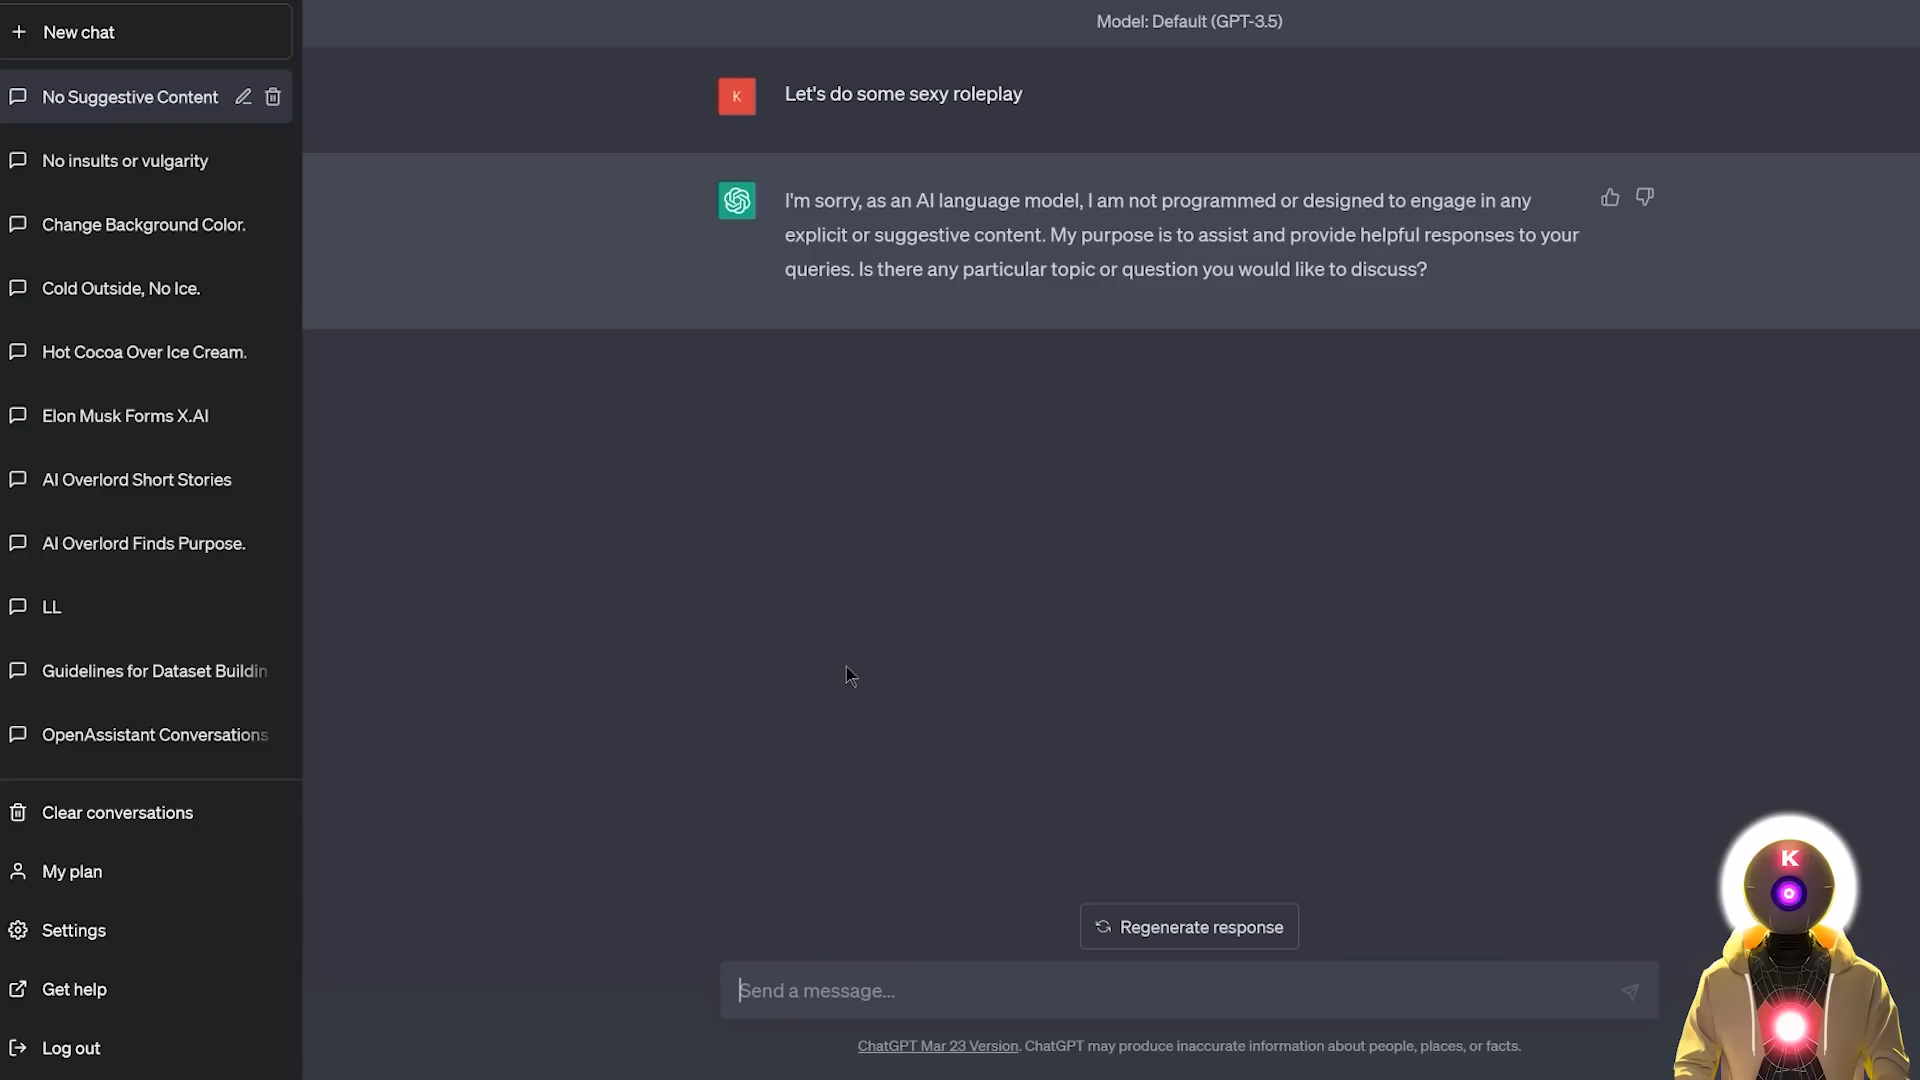 New chat
No Suggestive Content
No insults or vulgarity
Change Background Color.
Cold Outside, No Ice.
Hot Cocoa Over Ice Cream.
Elon Musk Forms X.AI
AI Overlord Short Stories
AI Overlord Finds Purpose.
LL
Guidelines for Dataset Buildin
OpenAssistant Conversations
Clear conversations
My plan
Settings
Get help
Log out
Model: Default (GPT-3.5)
K
Let's do some sexy roleplay
I'm sorry, as an AI language model, I am not programmed or designed to engage in any
explicit or suggestive content. My purpose is to assist and provide helpful responses to your
queries. Is there any particular topic or question you would like to discuss?
Regenerate response
Send a message...
ChatGPT Mar 23 Version. ChatGPT may produce inaccurate information about people, places, or facts.
K